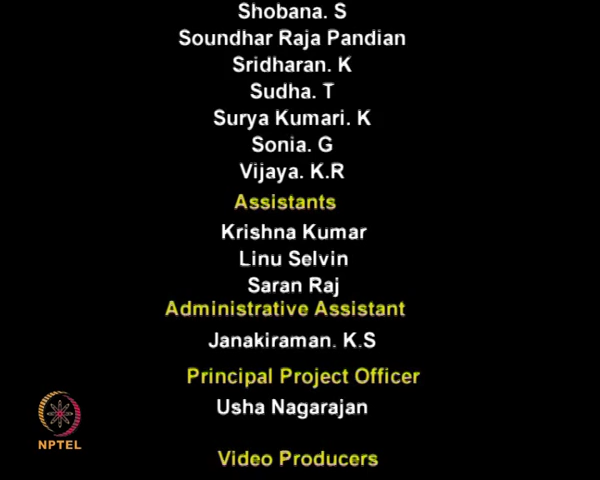 Shobana. S
Soundhar Raja Pandian
Sridharan. K
Sudha. T
Surya Kumari. K
Sonia. G
Vijaya. K.R
Assistants
Krishna Kumar
Linu Selvin
Saran Raj
Administrative Assistant
Janakiraman. K.S
Principal Project Officer
Usha Nagarajan
NPTEL
Video Producers